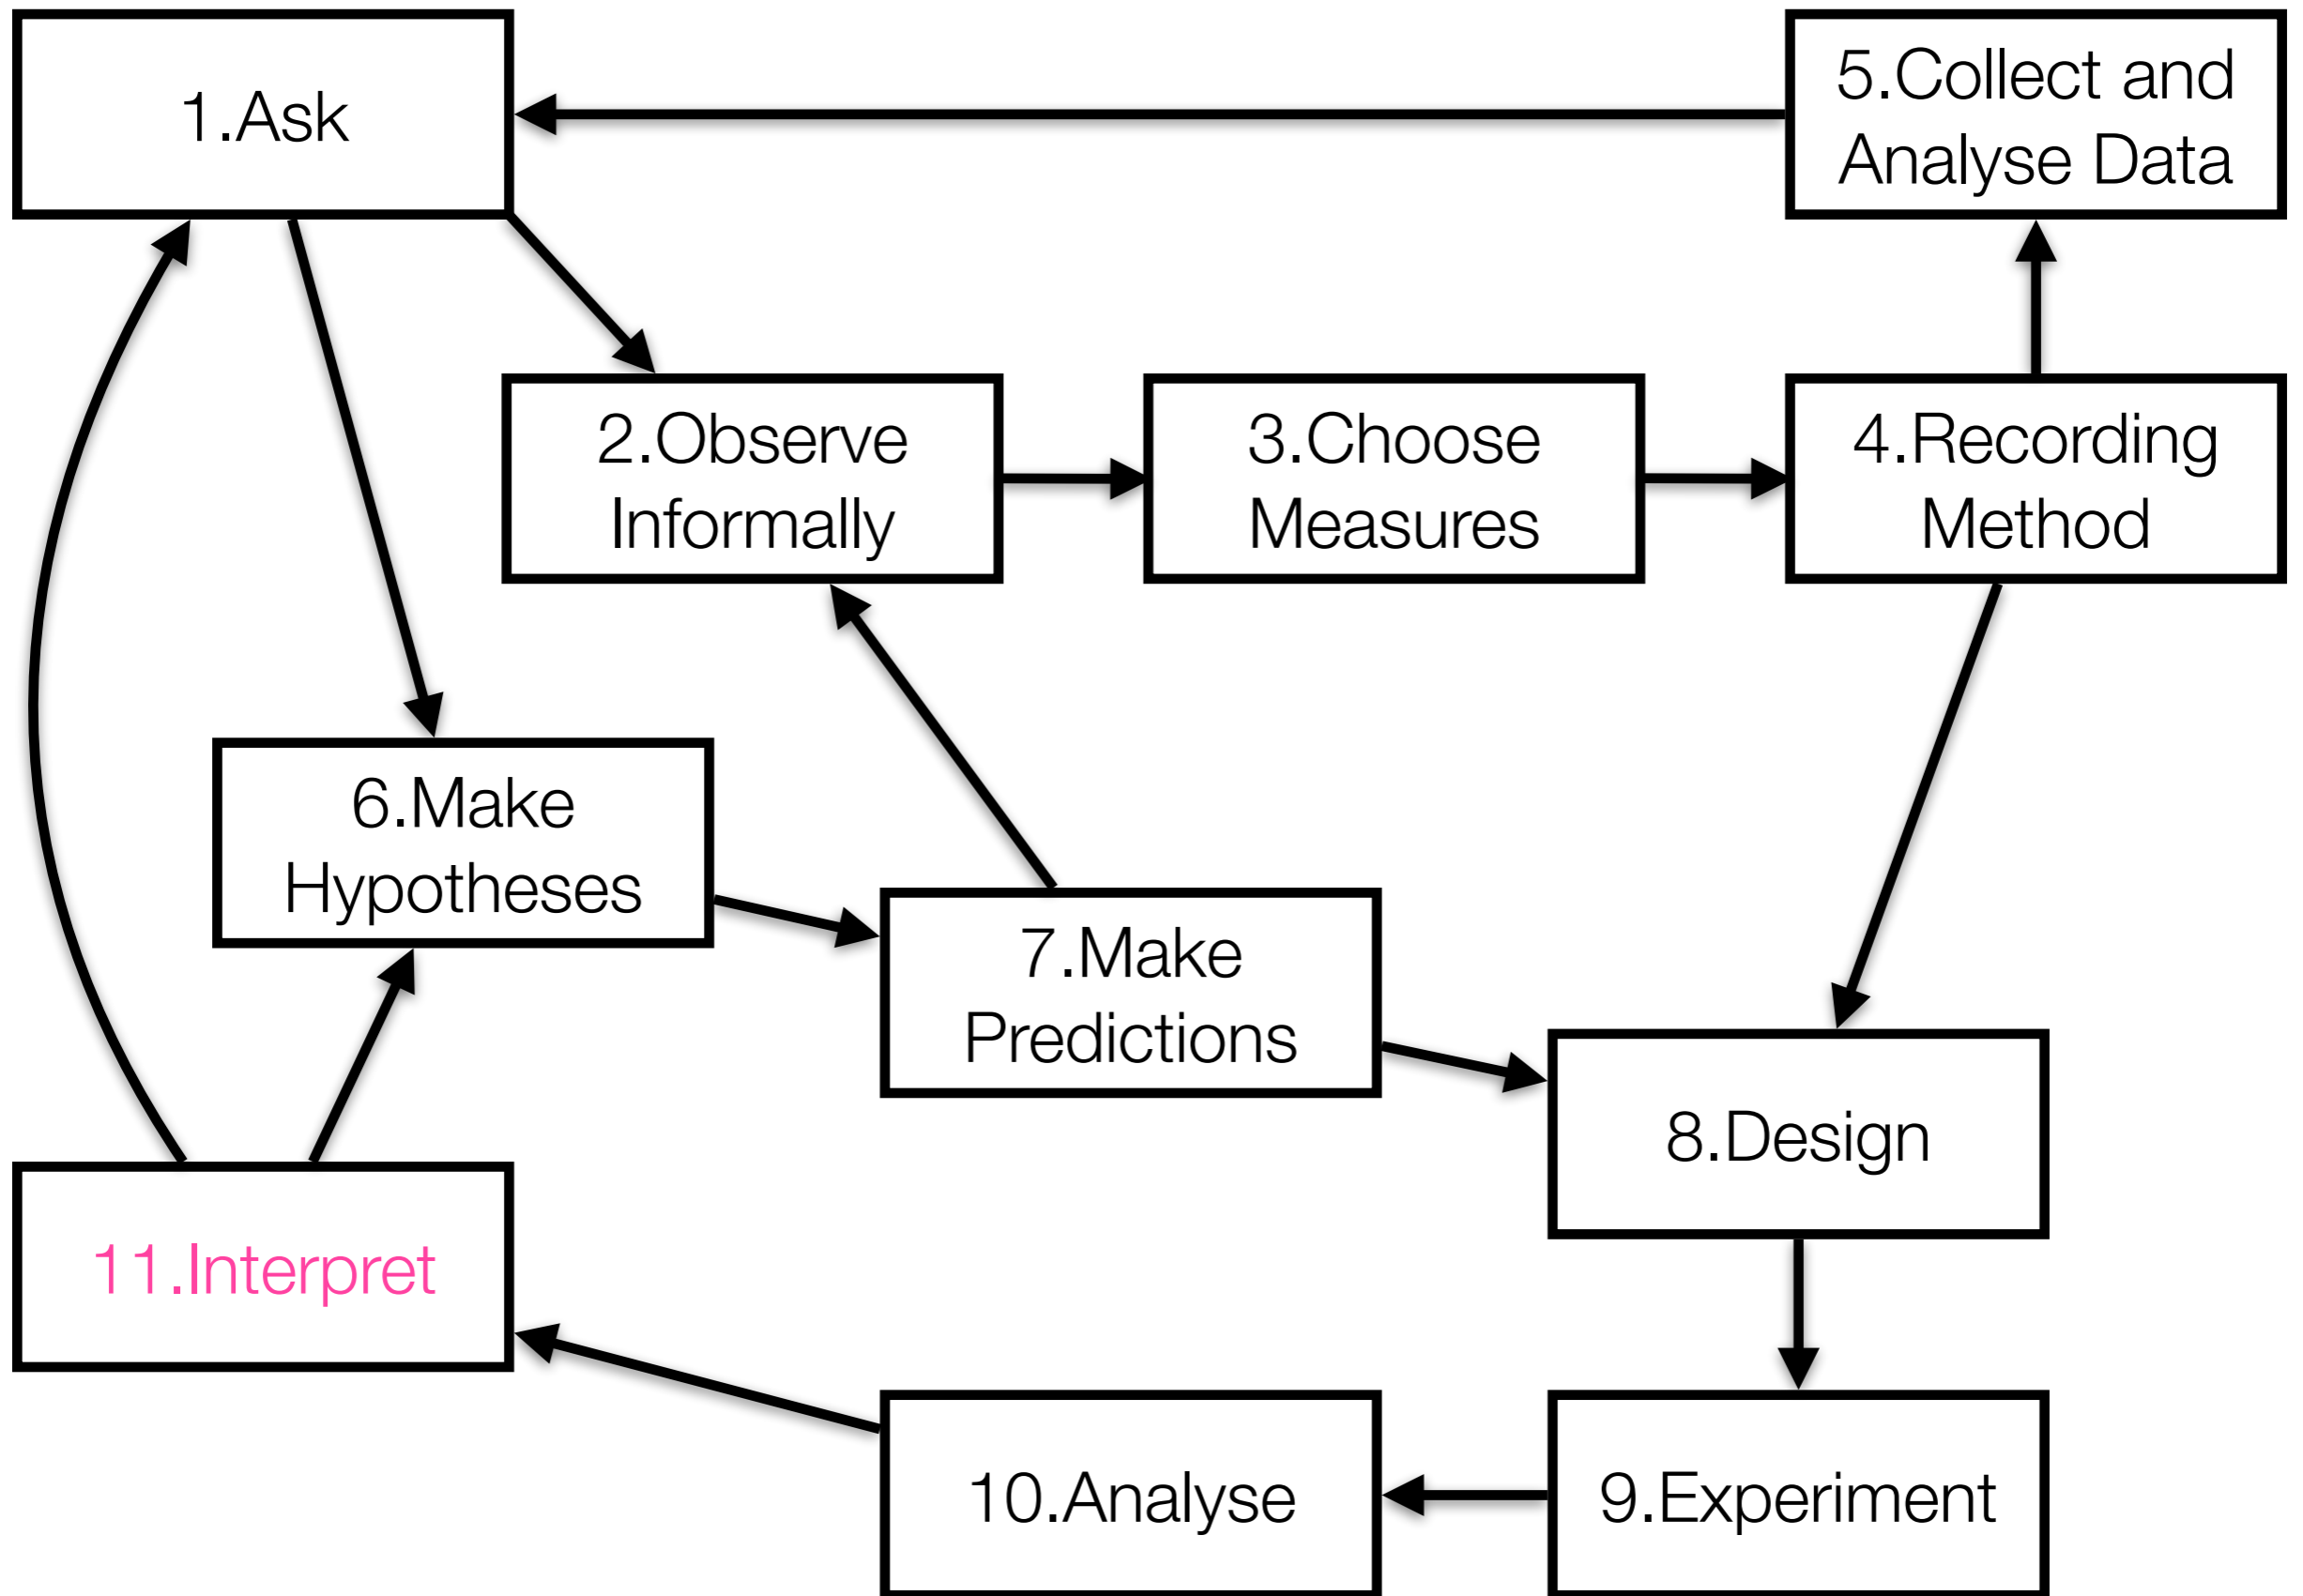 1.Ask
5.Collect and
Analyse Data
2.Observe
Informally
3.Choose
Measures
4.Recording
Method
6.Make
Hypotheses
7.Make
Predictions
8.Design
11.Interpret
10.Analyse
9.Experiment